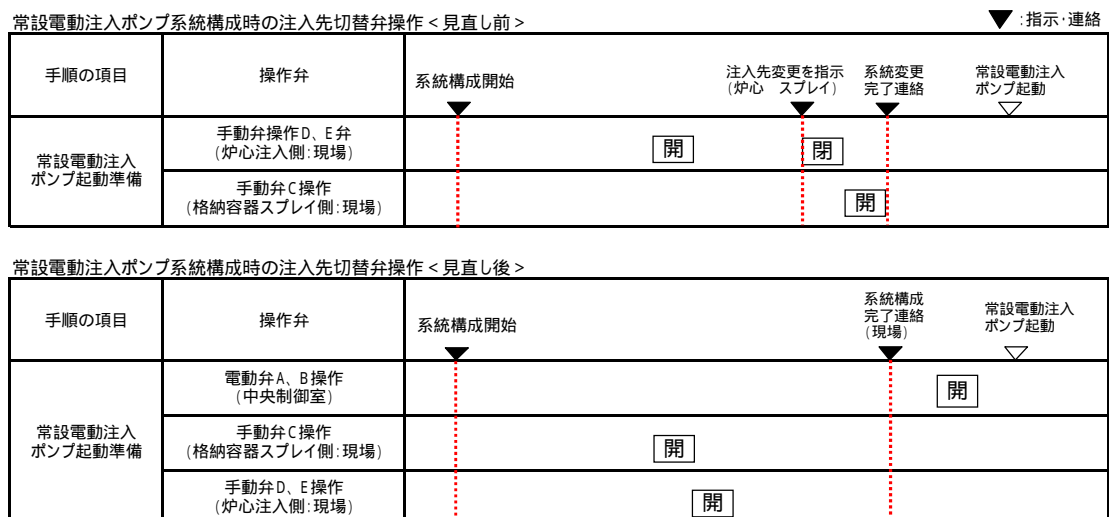 常設電動注入ポンプ系統構成時の注入先切替弁操作<見直し前>
▼:指示・連絡
手順の項目
操作弁
系統構成開始
注入先変更を指示
(炉心 スプレイ)
系統変更
完了連絡
常設電動注入
ポンプ起動
常設電動注入
ポンプ起動準備
手動弁操作D、E弁
(炉心注入側:現場)
開
閉
手動弁C操作
(格納容器スプレイ側:現場)
開
常設電動注入ポンプ系統構成時の注入先切替弁操作<見直し後>
手順の項目
操作弁
系統構成開始
系統構成
完了連絡
(現場)
常設電動注入
ポンプ起動
常設電動注入
ポンプ起動準備
電動弁A、B操作
(中央制御室)
開
手動弁C操作
(格納容器スプレイ側:現場)
開
手動弁D、E操作
(炉心注入側:現場)
開